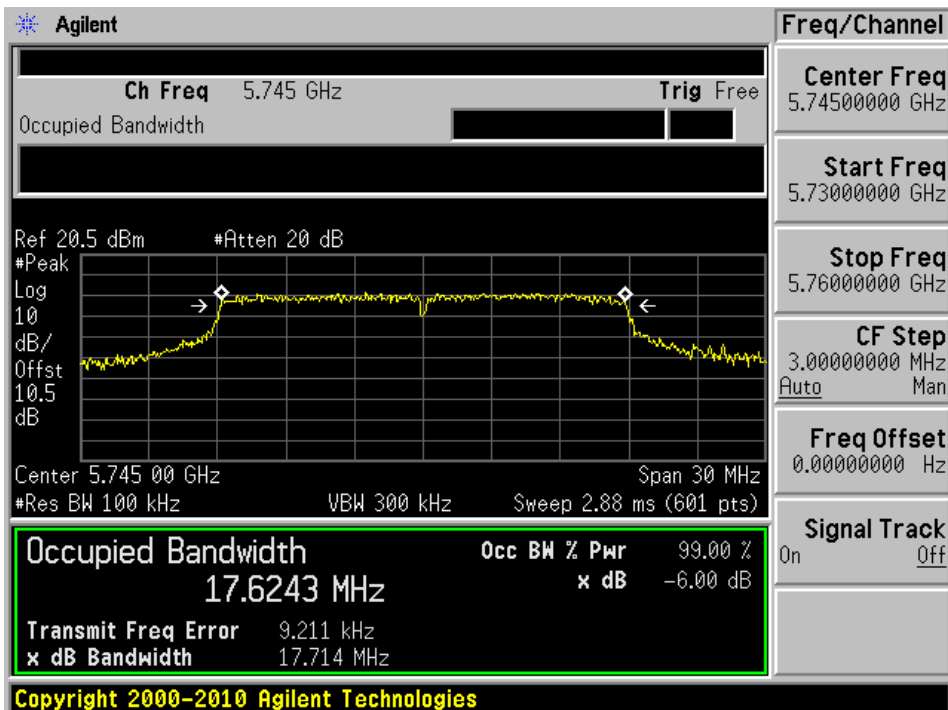 Agilent
Freq/Channel
Ch Freq 5.745 GHz Trig Free
Occupied Bandwidth
Center Freq
5.74500000 GHz
Start Freq
5.73000000 GHz
Stop Freq
5.76000000 GHz
CF Step
3.00000000 MHz
Auto Man
Freq Offset
0.00000000 Hz
Signal Track
On Off
Ref 20.5 dBm #Atten 20 dB
#Peak
Log
10
dB/
Offst
10.5
dB
Center 5.745 00 GHz Span 30 MHz
#Res BW 100 kHz VBW 300 kHz Sweep 2.88 ms (601 pts)
Occupied Bandwidth Occ BW % Pwr 99.00 %
17.6243 MHz x dB -6.00 dB
Transmit Freq Error 9.211 kHz
x dB Bandwidth 17.714 MHz
Copyright 2000-2010 Agilent Technologies